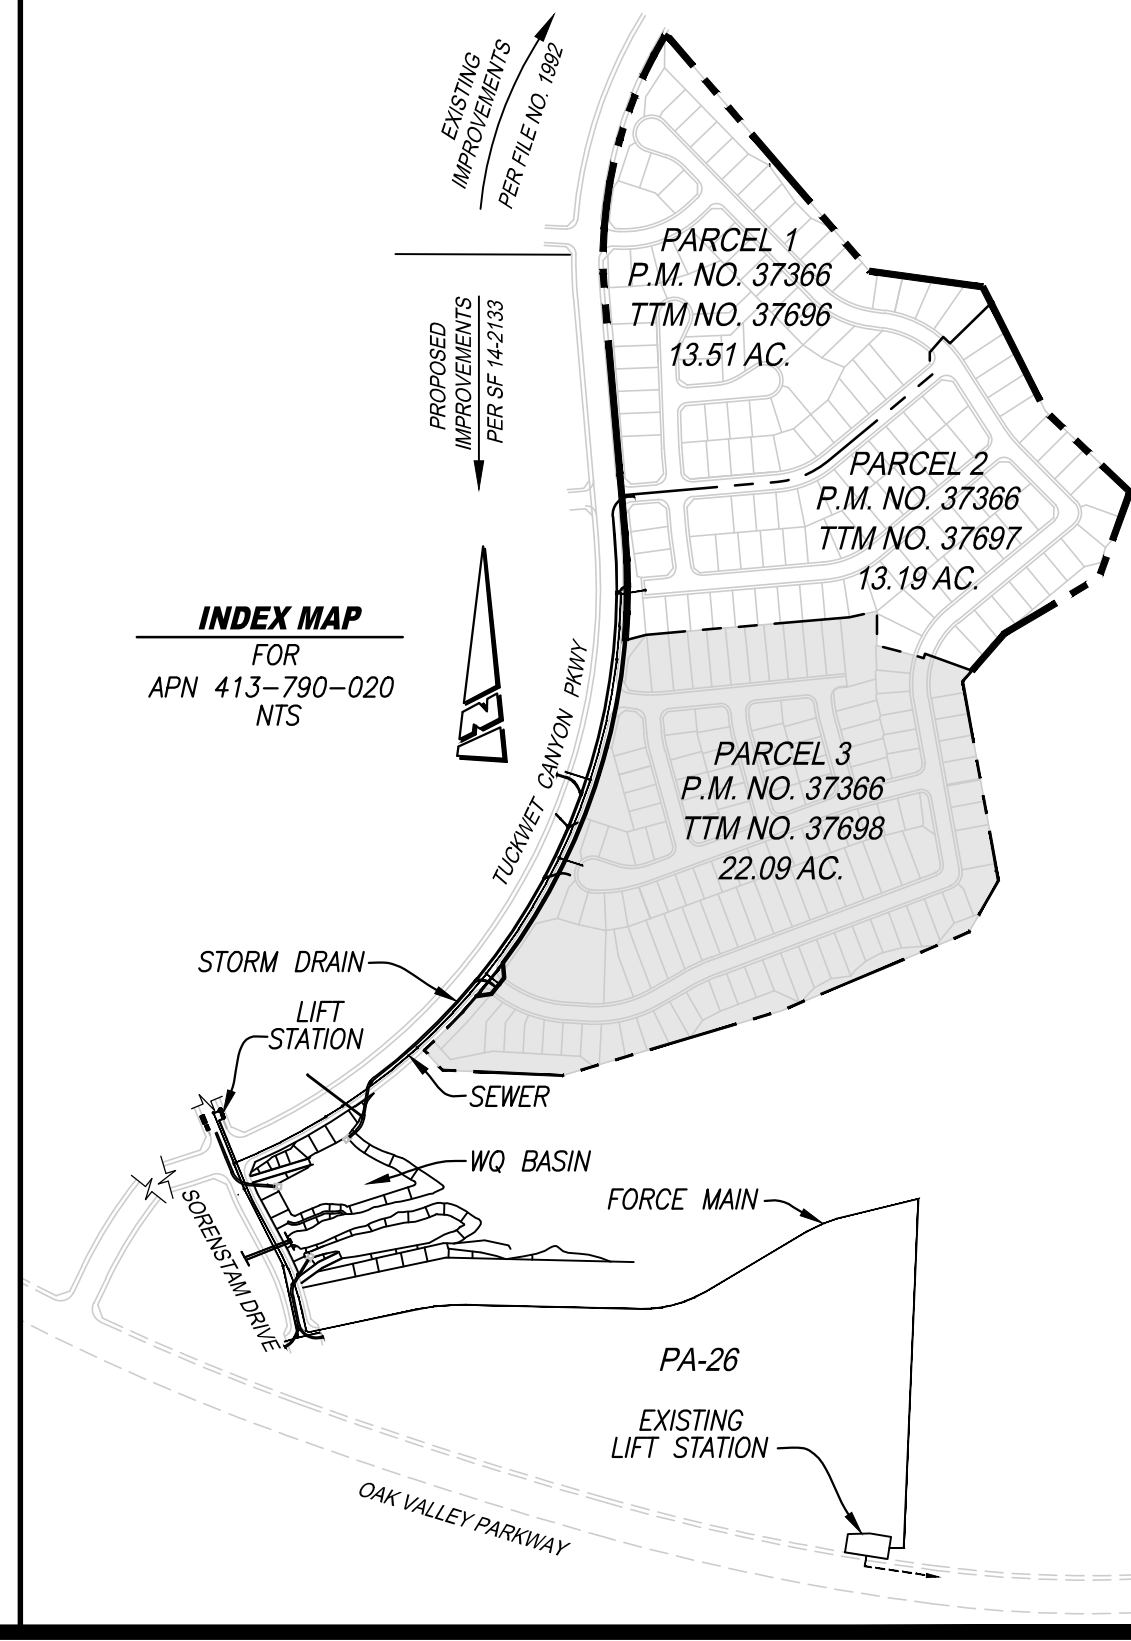 EXISTING
IMPROVEMENTS
PER FILE NO. 1992
PARCEL 1
P.M. NO. 37366
TTM NO. 37696
13.51 AC.
PROPOSED
IMPROVEMENTS
PER SF 14-2133
PARCEL 2
P.M. NO. 37366
TTM NO. 37697
13.19 AC.
INDEX MAP
FOR
APN 413-790-020
NTS
N
TUCKWET CANYON PKWY
PARCEL 3
P.M. NO. 37366
TTM NO. 37698
22.09 AC.
STORM DRAIN
LIFT
STATION
SEWER
WQ BASIN
FORCE MAIN
SORENSTAM DRIVE
PA-26
EXISTING
LIFT STATION
OAK VALLEY PARKWAY